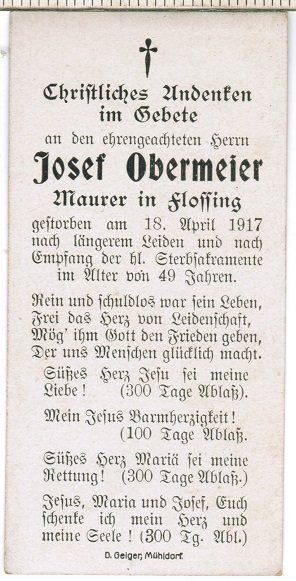 Christliches Andenken
im Gebete
an den ehrengeachteten Herrn
Josef Obermeier
Maurer in Flossing
gestorben am 18. April 1917
nach längerem Leiden und nach
Empfang der hl. Sterbsakramente
im Alter von 49 Jahren.
Rein und schuldlos war sein Leben,
Frei das Herz von Leidenschaft,
Mög' ihm Gott den Frieden geben,
Der uns Menschen glücklich macht.
Süßes Herz Jesu sei meine
Liebe! (300 Tage Ablaß).
Mein Jesus Barmherzigkeit!
(100 Tage Ablaß.
Süßes Herz Mariä sei meine
Rettung! (300 Tage Ablaß.)
Jesus, Maria und Josef, Euch
schenke ich mein Herz und
meine Seele! (300 Tg. Abl.)
D. Geiger, Mühldorf.